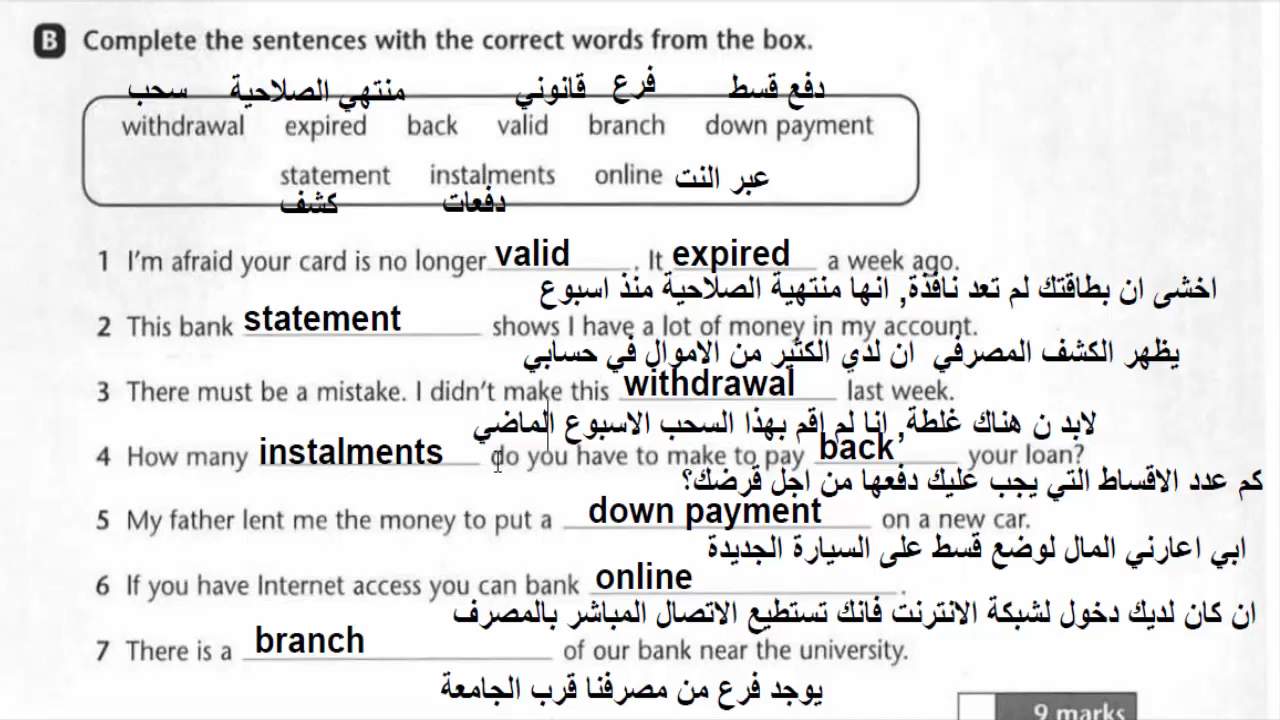 B Complete the sentences with the correct words from the box.
سحب منتهي الصلاحية قانوني فرع دفع قسط
withdrawal expired back valid branch down payment
statement instalments online عبر النت
كشف دفعات
1 I'm afraid your card is no longer valid. It expired a week ago.
اخشى ان بطاقتك لم تعد نافذة, انها منتهية الصلاحية منذ اسبوع
2 This bank statement shows I have a lot of money in my account.
يظهر الكشف المصرفي ان لدي الكثير من الاموال في حسابي
3 There must be a mistake. I didn't make this withdrawal last week.
لابد ن هناك غلطة, انا لم اقم بهذا السحب الاسبوع الماضي
4 How many instalments do you have to make to pay back your loan?
كم عدد الاقساط التي يجب عليك دفعها من اجل قرضك؟
5 My father lent me the money to put a down payment on a new car.
ابي اعارني المال لوضع قسط على السيارة الجديدة
6 If you have Internet access you can bank online.
ان كان لديك دخول لشبكة الانترنت فانك تستطيع الاتصال المباشر بالمصرف
7 There is a branch of our bank near the university.
يوجد فرع من مصرفنا قرب الجامعة
9 marks